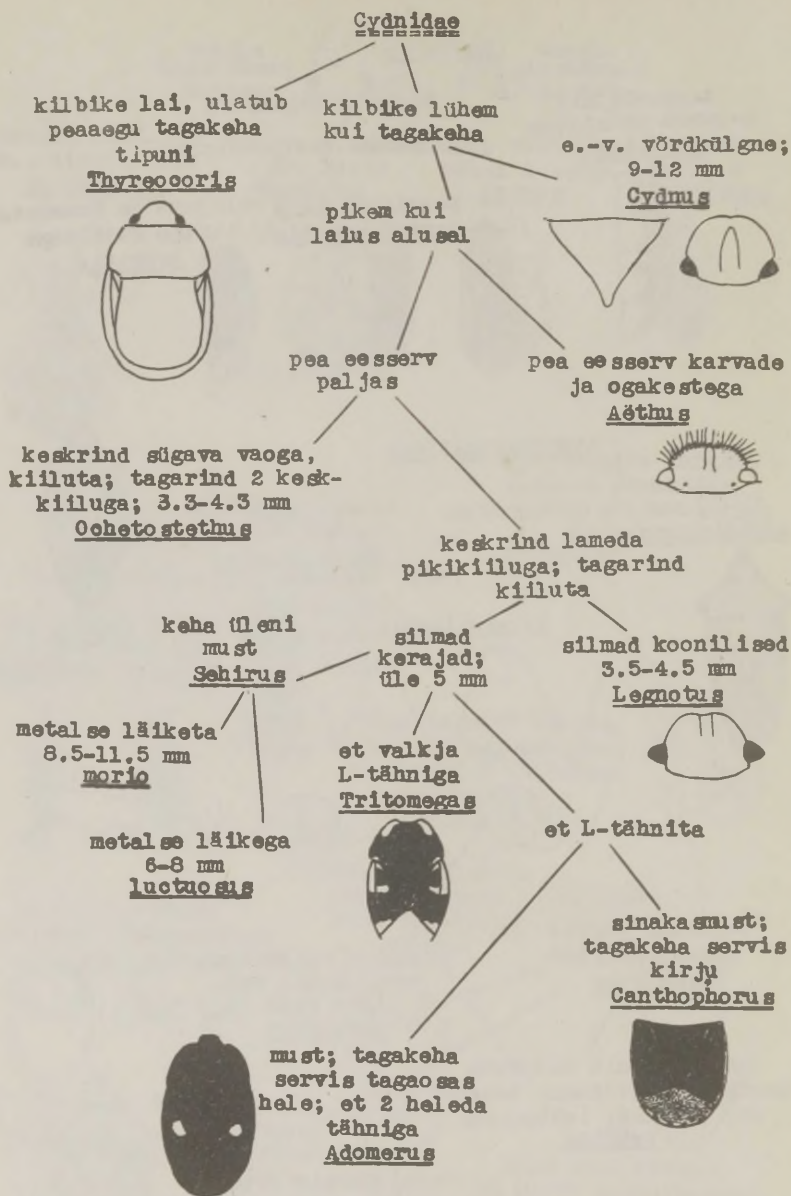 Cydnidae
kilbike lai, ulatub
peaaegu tagakeha
tipuni
Thyreocoris
kilbike lühem
kui tagakeha
e.-v. võrdkülgne;
9-12 mm
Cydnus
pikem kui
laius alusel
pea eesserv
paljas
pea eesserv karvade
ja ogakestega
Aëthus
keskrind sügava vaoga,
kiiluta; tagarind 2 kesk-
kiiluga; 3.3-4.3 mm
Ochetostethus
keskrind lameda
pikikiiluga; tagarind
kiiluta
keha üleni
must
Sehirus
silmad
kerajad;
üle 5 mm
silmad koonilised
3.5-4.5 mm
Legnotus
metalse läiketa
8.5-11.5 mm
morio
et valkja
L-tähniga
Tritomegas
metalse läikega
6-8 mm
luctuosus
et L-tähnita
sinakasmust;
tagakeha servis
kirju
Canthophorus
must; tagakeha
servis tagaosas
hele; et 2 heleda
tähniga
Adomerus